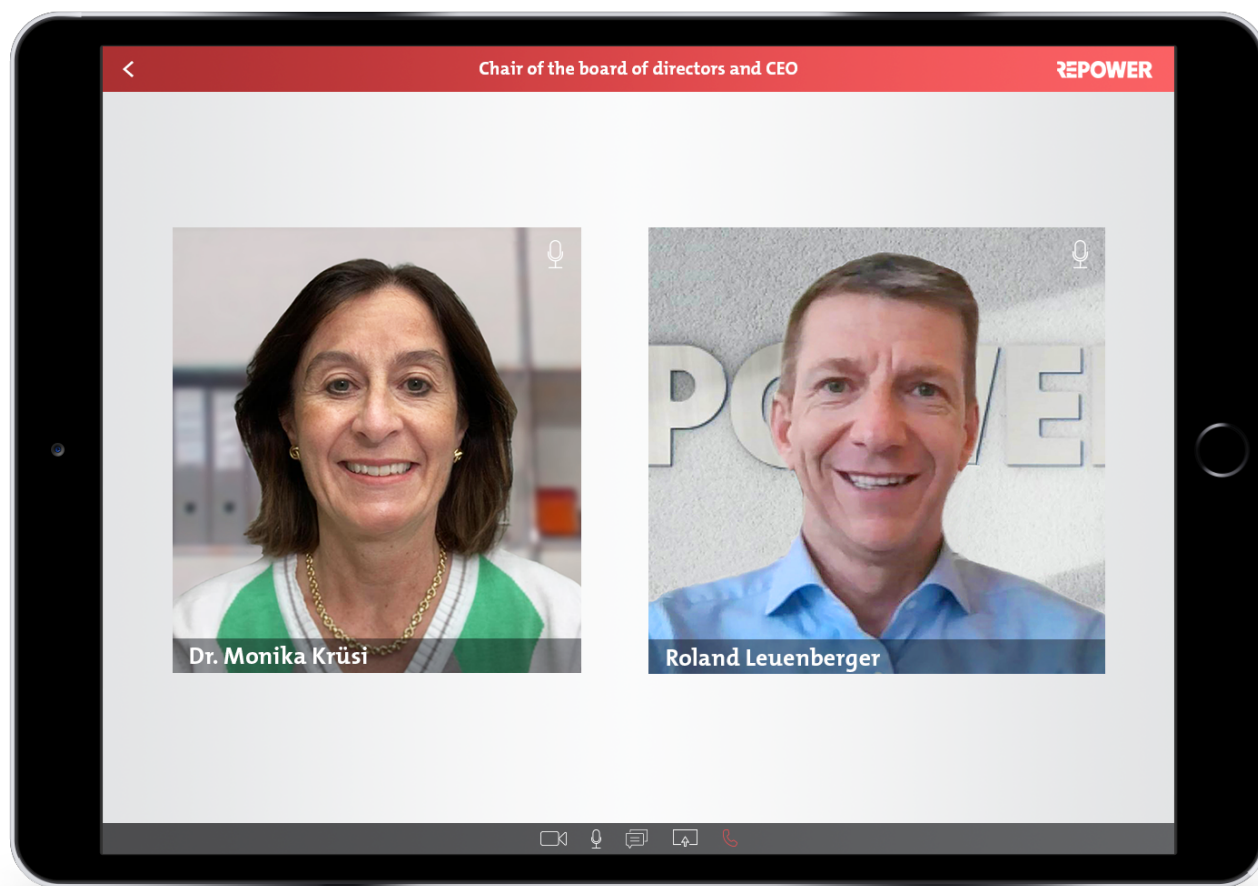 Chair of the board of directors and CEO
REPOWER
POWE
Dr. Monika Krüsi
Roland Leuenberger